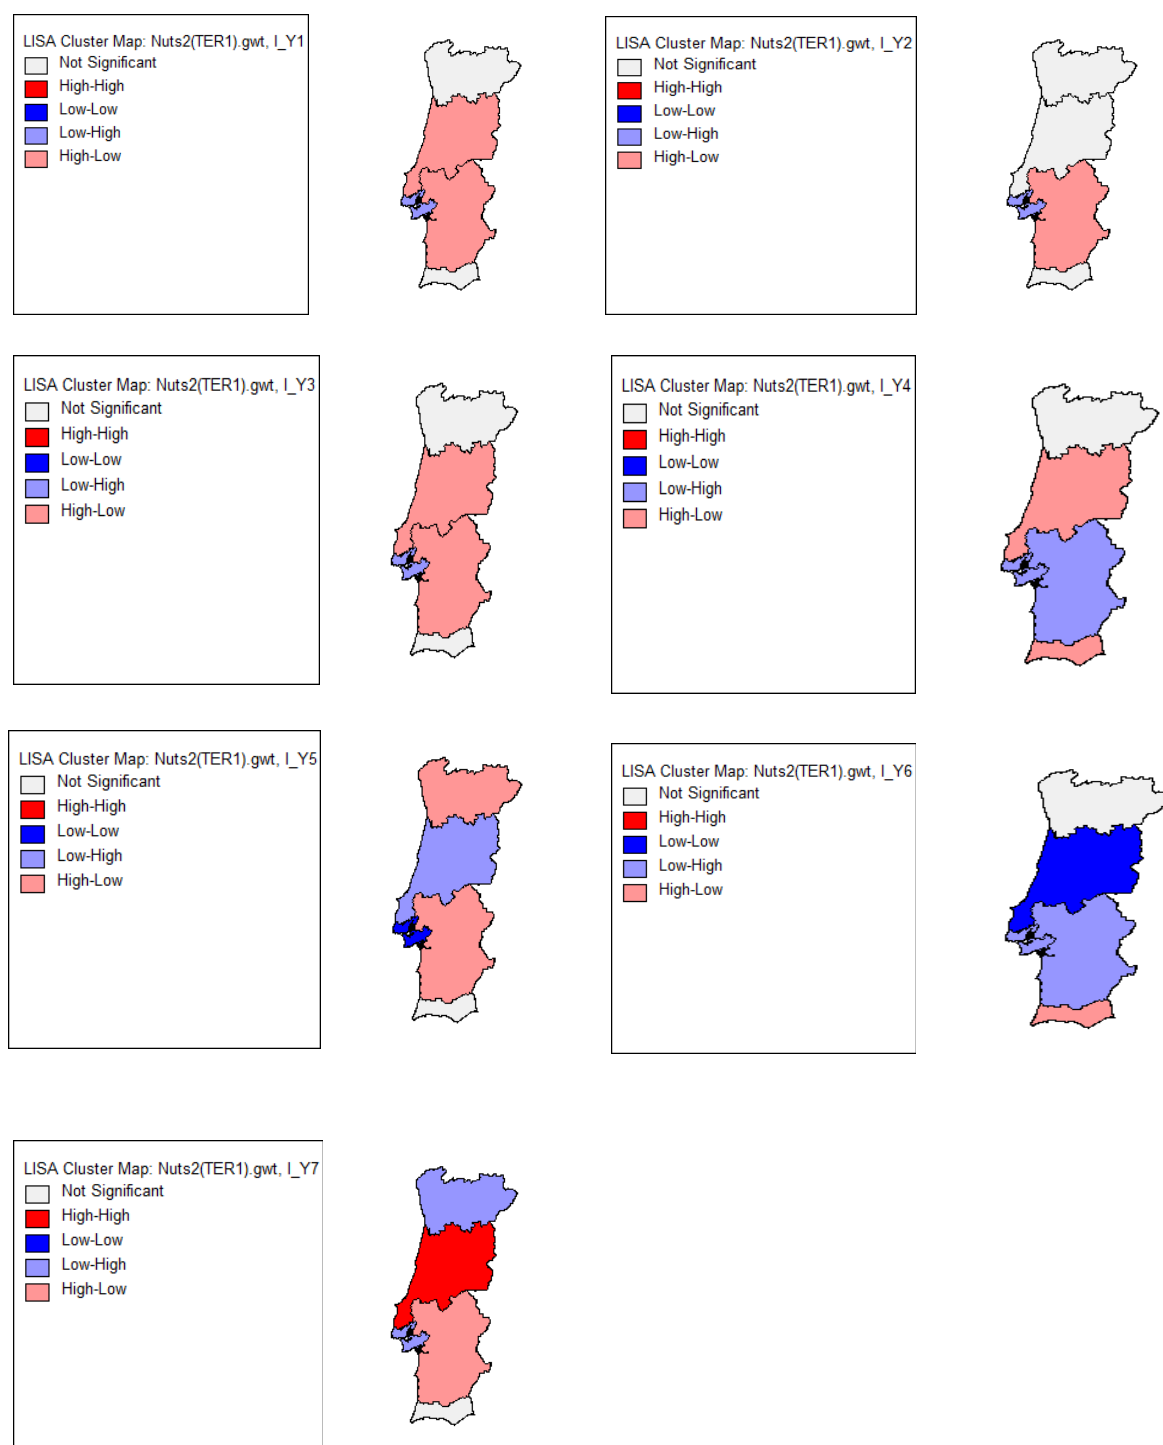 LISA Cluster Map: Nuts2(TER1).gwt, I_Y1
Not Significant
High-High
Low-Low
Low-High
High-Low
LISA Cluster Map: Nuts2(TER1).gwt, I_Y2
Not Significant
High-High
Low-Low
Low-High
High-Low
LISA Cluster Map: Nuts2(TER1).gwt, I_Y3
Not Significant
High-High
Low-Low
Low-High
High-Low
LISA Cluster Map: Nuts2(TER1).gwt, I_Y4
Not Significant
High-High
Low-Low
Low-High
High-Low
LISA Cluster Map: Nuts2(TER1).gwt, I_Y5
Not Significant
High-High
Low-Low
Low-High
High-Low
LISA Cluster Map: Nuts2(TER1).gwt, I_Y6
Not Significant
High-High
Low-Low
Low-High
High-Low
LISA Cluster Map: Nuts2(TER1).gwt, I_Y7
Not Significant
High-High
Low-Low
Low-High
High-Low